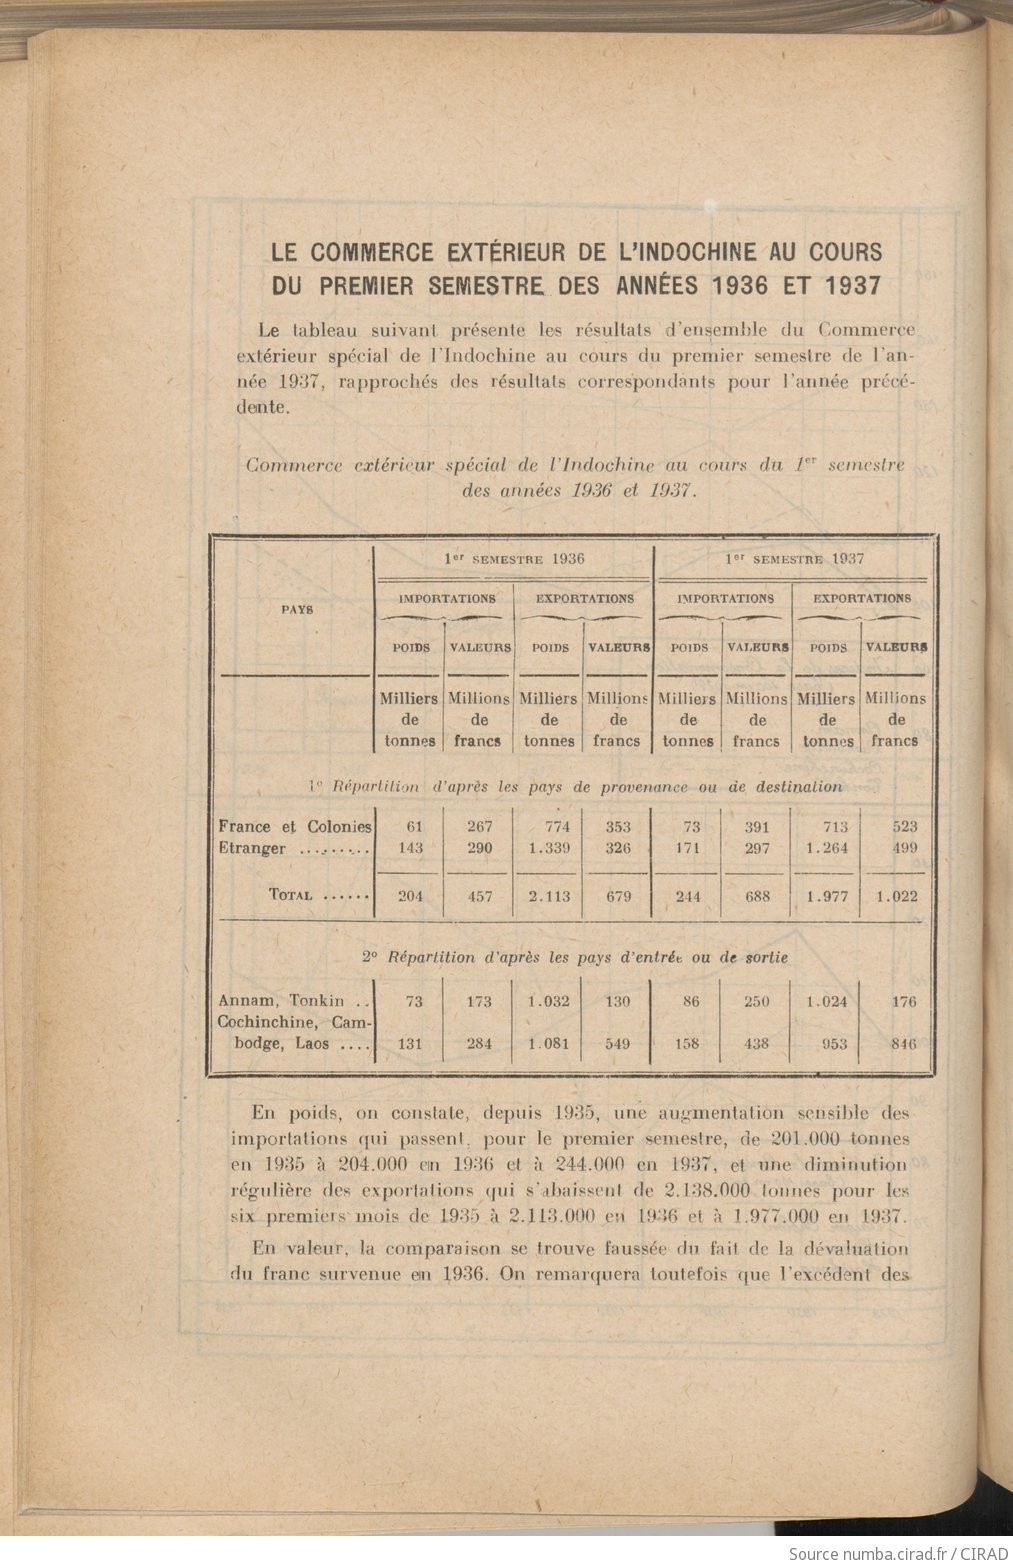 LE COMMERCE EXTÉRIEUR DE L'INDOCHINE AU COURS
DU PREMIER SEMESTRE DES ANNÉES 1936 ET 1937
Le tableau suivant présente les résultats d'ensemble du Commerce
extérieur spécial de l'Indochine au cours du premier semestre de l'an-
née 1937, rapprochés des résultats correspondants pour l'année précé-
dente.
Commerce extérieur spécial de l'Indochine au cours du 1er semestre
des années 1936 et 1937.
PAYS 1er SEMESTRE 1936 1er SEMESTRE 1937
IMPORTATIONS EXPORTATIONS IMPORTATIONS EXPORTATIONS
POIDS VALEURS POIDS VALEURS POIDS VALEURS POIDS VALEURS
Milliers Millions Milliers Millions Milliers Millions Milliers Millions
de de de de de de de de
tonnes francs tonnes francs tonnes francs tonnes francs
1° Répartition d'après les pays de provenance ou de destination
France et Colonies 61 267 774 353 73 391 713 523
Etranger ......... 143 290 1.339 326 171 297 1.264 499
TOTAL ...... 204 457 2.113 679 244 688 1.977 1.022
2° Répartition d'après les pays d'entrée ou de sortie
Annam, Tonkin .. 73 173 1.032 130 86 250 1.024 176
Cochinchine, Cam-
bodge, Laos .... 131 284 1.081 549 158 438 953 846
En poids, on constate, depuis 1935, une augmentation sensible des
importations qui passent, pour le premier semestre, de 201.000 tonnes
en 1935 à 204.000 en 1936 et à 244.000 en 1937, et une diminution
régulière des exportations qui s'abaissent de 2.138.000 tonnes pour les
six premiers mois de 1935 à 2.113.000 en 1936 et à 1.977.000 en 1937.
En valeur, la comparaison se trouve faussée du fait de la dévaluation
du franc survenue en 1936. On remarquera toutefois que l'excédent des
Source numba.cirad.fr / CIRAD